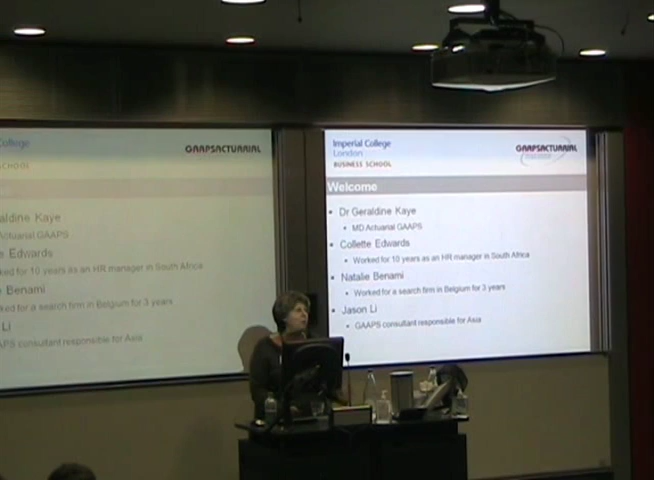 College
CHOOL
GAAPSACTUARIAL
aldine Kaye
Actuarial GAAPS
e Edwards
ked for 10 years as an HR manager in South Africa
Benami
ked for a search firm in Belgium for 3 years
Li
APS consultant responsible for Asia
Imperial College
London
BUSINESS SCHOOL
GAAPSACTUARIAL
Welcome
• Dr Geraldine Kaye
• MD Actuarial GAAPS
• Collette Edwards
• Worked for 10 years as an HR manager in South Africa
• Natalie Benami
• Worked for a search firm in Belgium for 3 years
• Jason Li
• GAAPS consultant responsible for Asia